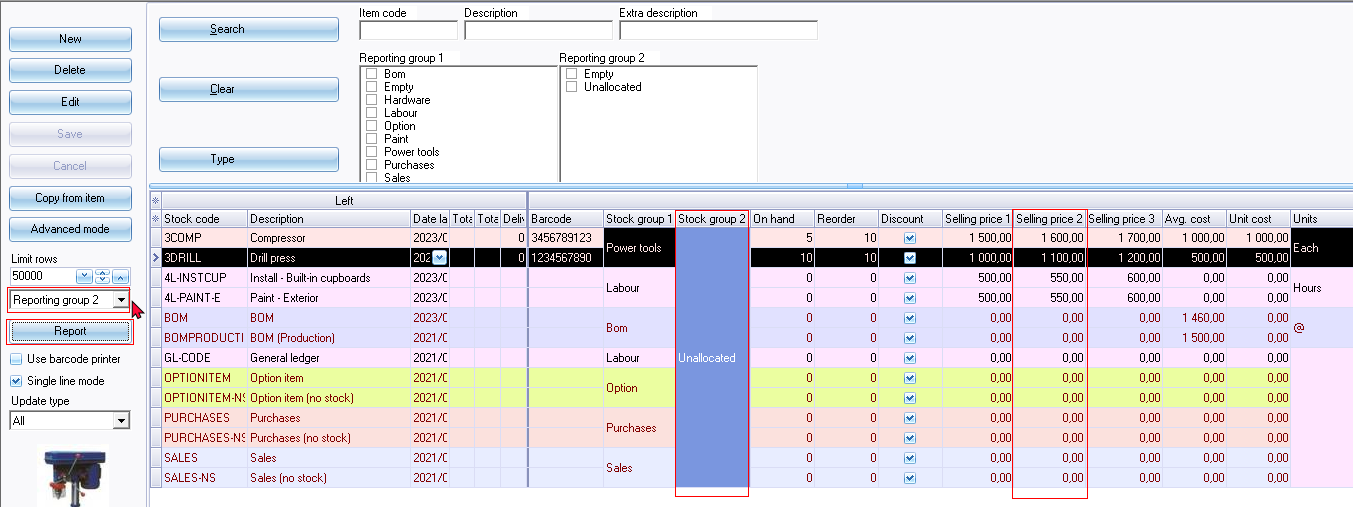 Item code Description Extra description
New
Search
Delete
Reporting group 1 Reporting group 2
Bom Empty
Empty Unallocated
Clear
Edit
Hardware
Labour
Option
Save
Paint
Power tools
Type
Cancel
Purchases
Sales
Copy from item
Left
Stock code Description Date la Tota Tota Deliv Barcode Stock group 1 Stock group 2 On hand Reorder Discount Selling price 1 Selling price 2 Selling price 3 Avg. cost Unit cost Units
Advanced mode
3COMP Compressor 2023/0 0 3456789123 Power tools 5 10 1 500,00 1 600,00 1 700,00 1 000,00 1 000,00 Each
3DRILL Drill press 202 0 1234567890 10 10 1 000,00 1 100,00 1 200,00 500,00 500,00
Limit rows
50000
4L-INSTCUP Install - Built-in cupboards 2023/0 Labour 0 0 500,00 550,00 600,00 0,00 0,00 Hours
4L-PAINT-E Paint - Exterior 2023/0 0 0 500,00 550,00 600,00 0,00 0,00
Reporting group 2
BOM BOM 2023/0 Bom 0 0 0,00 0,00 0,00 1 460,00 0,00 @
BOMPRODUCTI BOM (Production) 2021/0 0 0 0,00 0,00 0,00 1 500,00 0,00
Report
GL-CODE General ledger 2021/0 Labour Unallocated 0 0 0,00 0,00 0,00 0,00 0,00
Use barcode printer
OPTIONITEM Option item 2021/0 Option 0 0 0,00 0,00 0,00 0,00 0,00
Single line mode
OPTIONITEM-NS Option item (no stock) 2021/0 0 0 0,00 0,00 0,00 0,00 0,00
Update type
All
PURCHASES Purchases 2021/0 Purchases 0 0 0,00 0,00 0,00 0,00 0,00
PURCHASES-NS Purchases (no stock) 2021/0 0 0 0,00 0,00 0,00 0,00 0,00
SALES Sales 2021/0 Sales 0 0 0,00 0,00 0,00 0,00 0,00
SALES-NS Sales (no stock) 2021/0 0 0 0,00 0,00 0,00 0,00 0,00